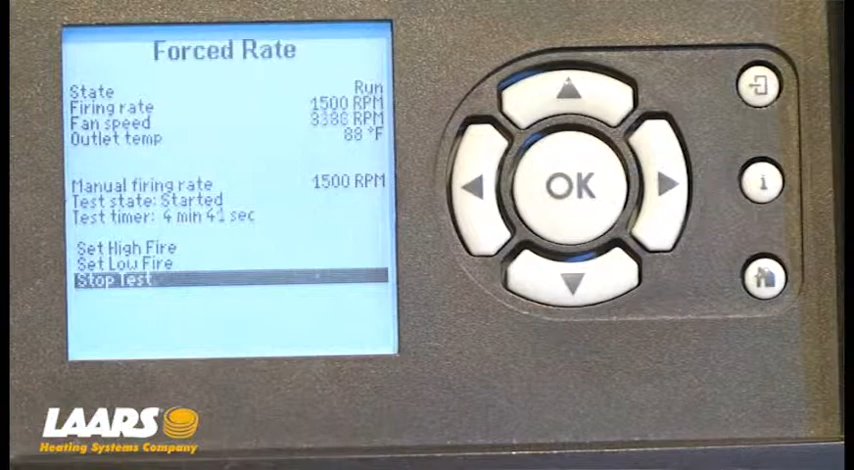 Forced Rate
State Run
Firing rate 1500 RPM
Fan speed RPM
Outlet temp 88 °F
Manual firing rate 1500 RPM
Test state: Started
Test timer: 4 min 41 sec
Set High Fire
Set Low Fire
Stop Test
OK
i
LAARS®
Heating Systems Company